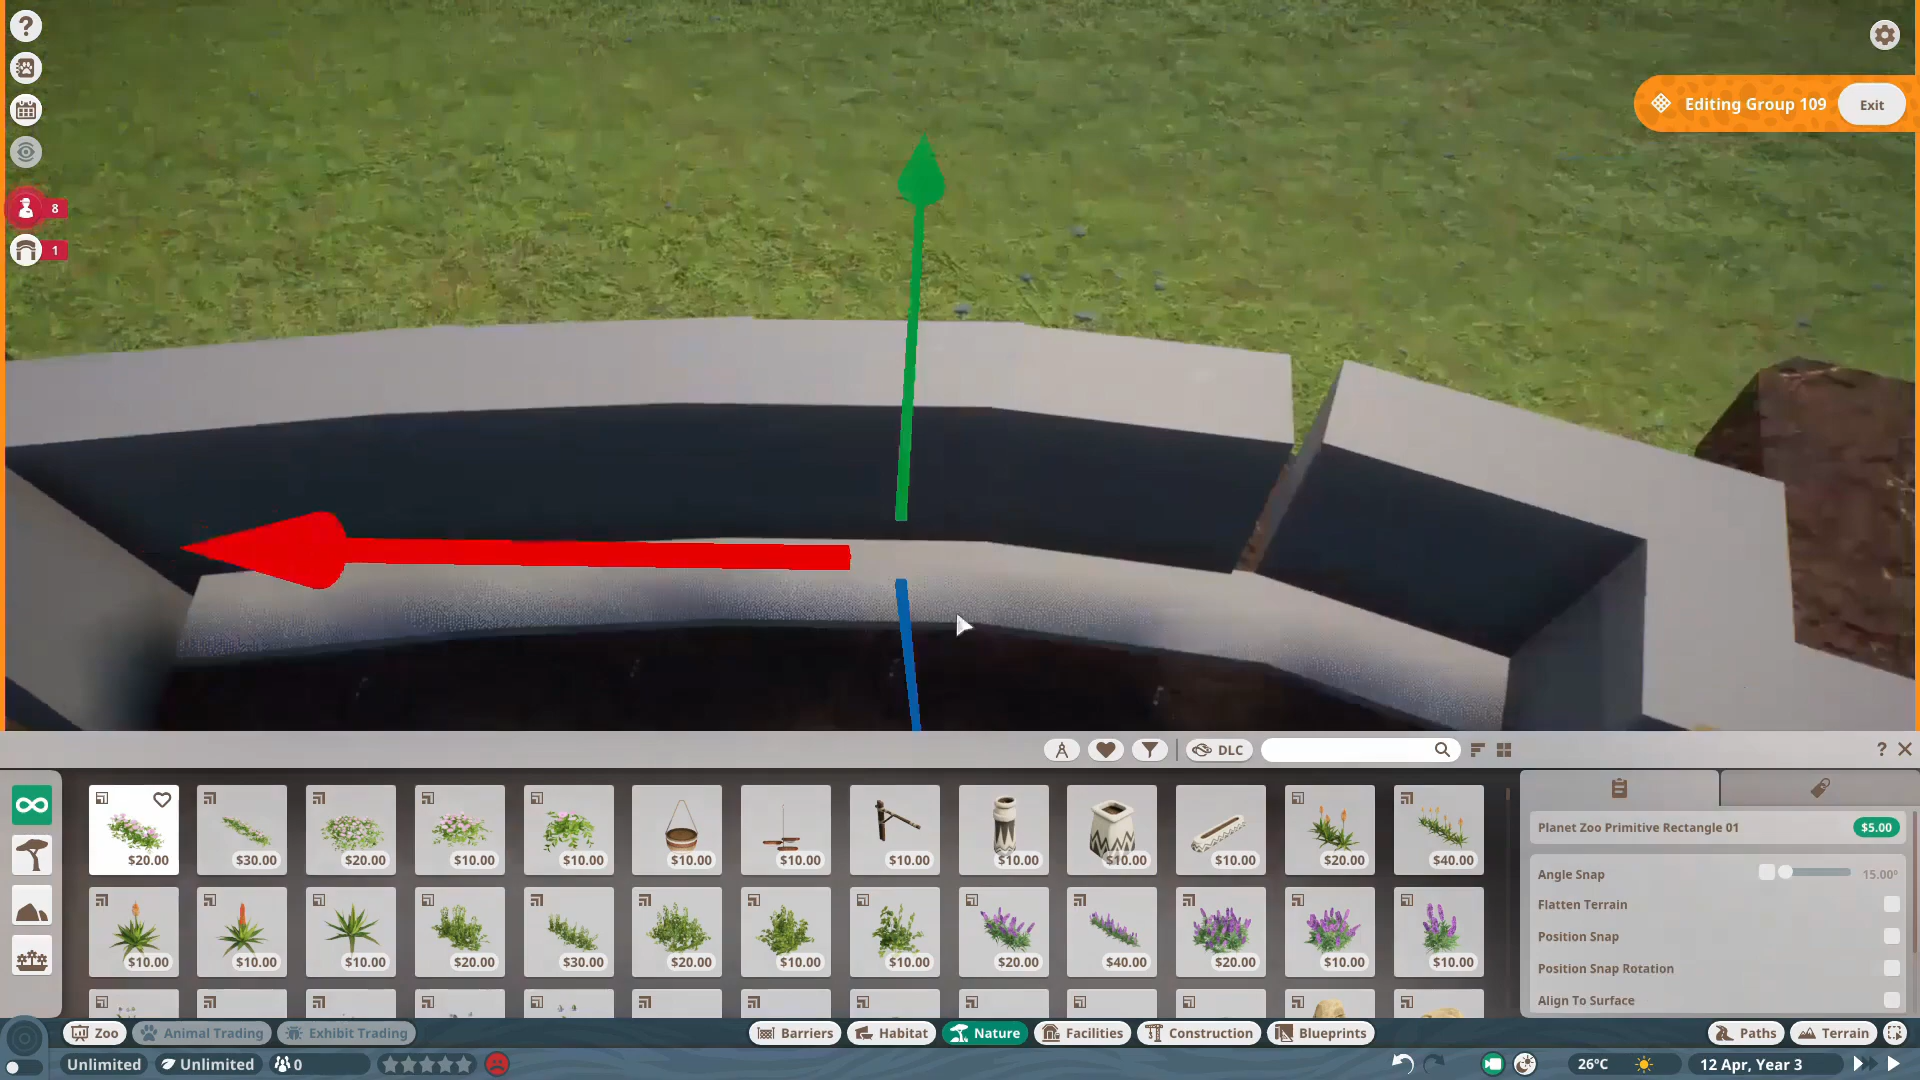 ?
Editing Group 109
Exit
8
1
DLC
?
$20.00 $30.00 $20.00 $10.00 $10.00 $10.00 $10.00 $10.00 $10.00 $10.00 $10.00 $20.00 $40.00
$10.00 $10.00 $10.00 $20.00 $30.00 $20.00 $10.00 $10.00 $20.00 $40.00 $20.00 $10.00 $10.00
Planet Zoo Primitive Rectangle 01
$5.00
Angle Snap
15.00°
Flatten Terrain
Position Snap
Position Snap Rotation
Align To Surface
Zoo
Animal Trading
Exhibit Trading
Barriers
Habitat
Nature
Facilities
Construction
Blueprints
Paths
Terrain
Unlimited
Unlimited
0
26°C
12 Apr, Year 3